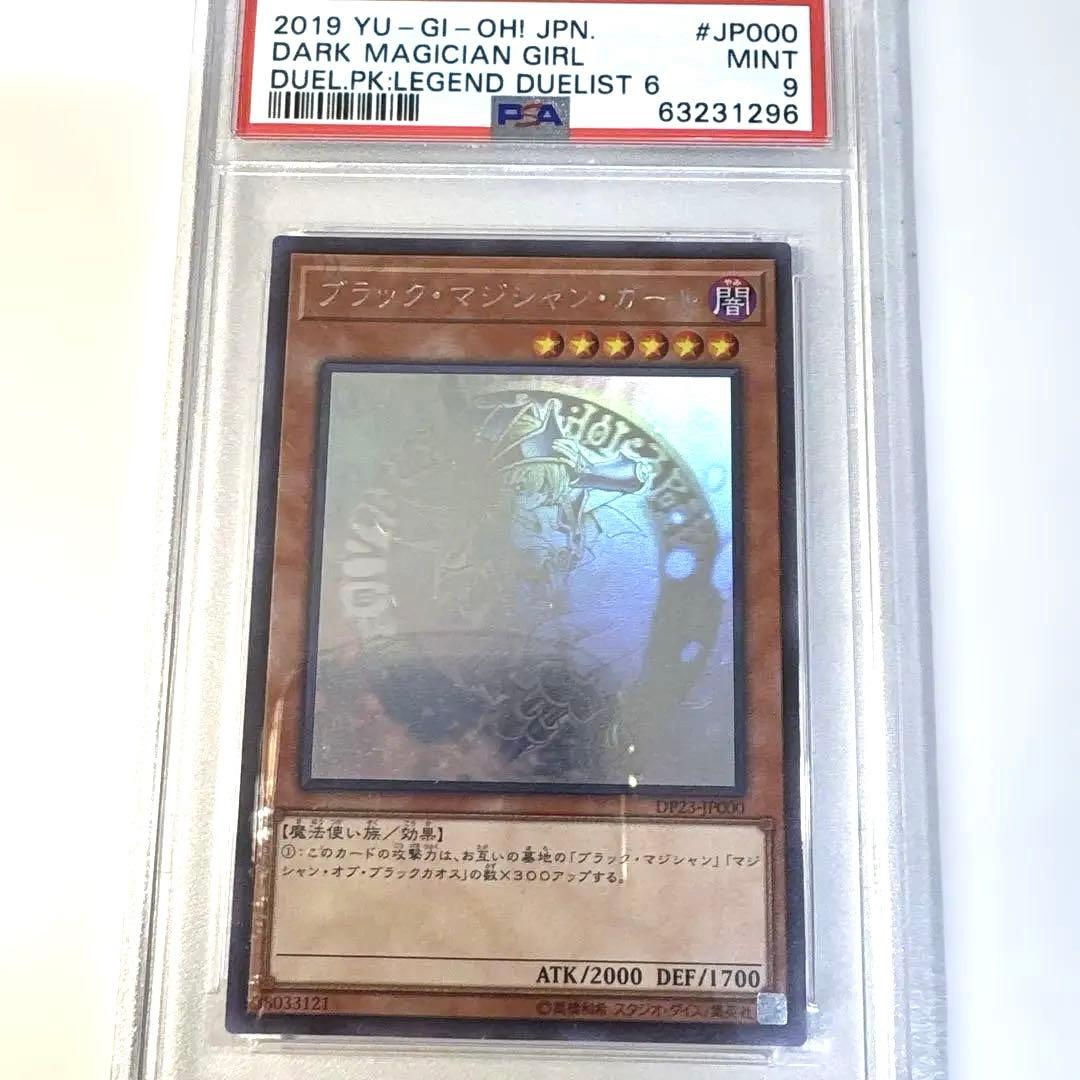 2019 YU-GI-OH! JPN. #JP000
DARK MAGICIAN GIRL MINT
DUEL.PK:LEGEND DUELIST 6 9
PSA 63231296
ブラック・マジシャン・ガール
闇
DP23-JP000
【魔法使い族/効果】
①:このカードの攻撃力は、お互いの墓地の「ブラック・マジシャン」「マジ
シャン・オブ・ブラックカオス」の数×300アップする。
ATK/2000 DEF/1700
38033121 ©高橋和希 スタジオ・ダイス/集英社